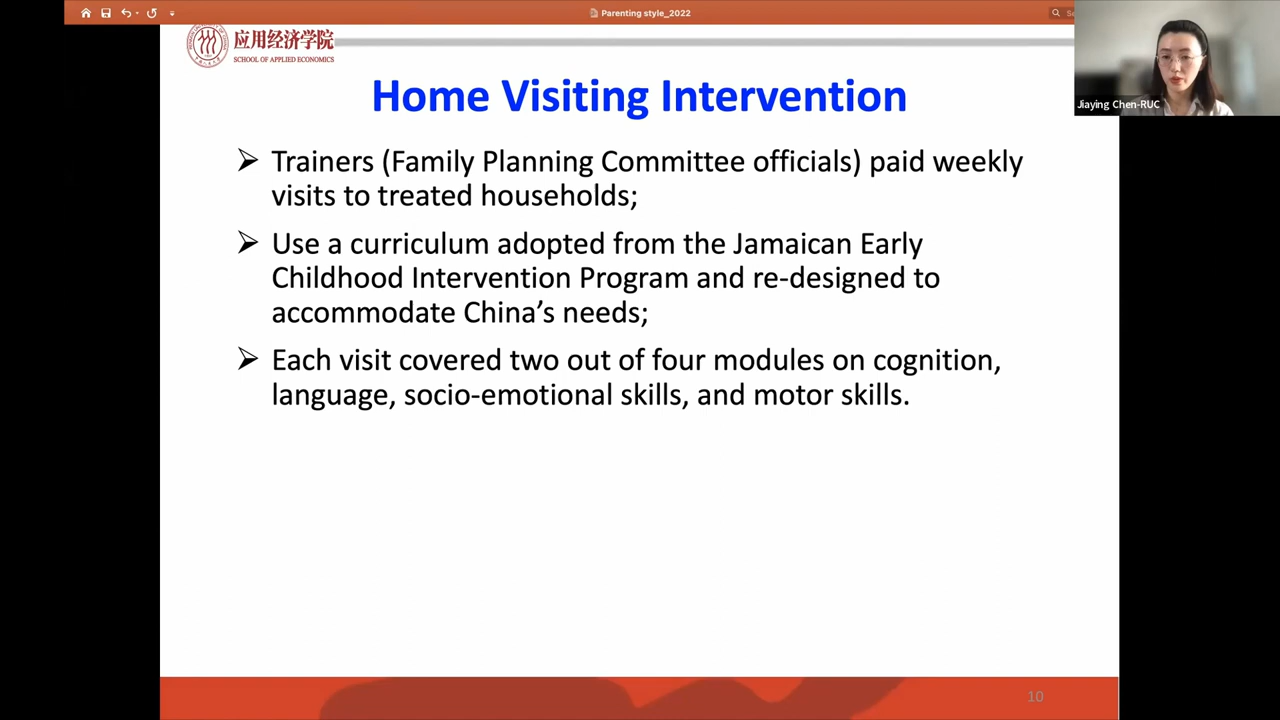 Parenting style_2022
应用经济学院
SCHOOL OF APPLIED ECONOMICS
Jiaying Chen-RUC
Home Visiting Intervention
➢ Trainers (Family Planning Committee officials) paid weekly
visits to treated households;
➢ Use a curriculum adopted from the Jamaican Early
Childhood Intervention Program and re-designed to
accommodate China’s needs;
➢ Each visit covered two out of four modules on cognition,
language, socio-emotional skills, and motor skills.
10